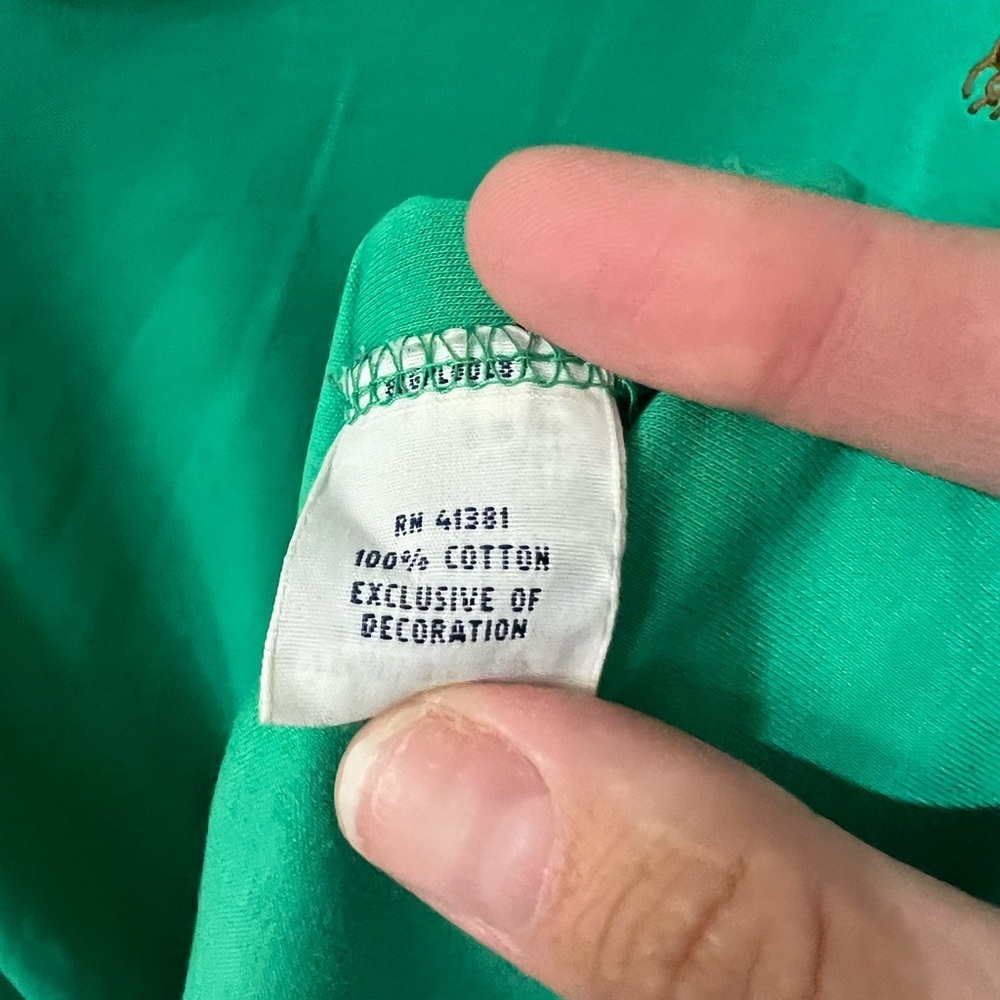 RN 41381
100% COTTON
EXCLUSIVE OF
DECORATION